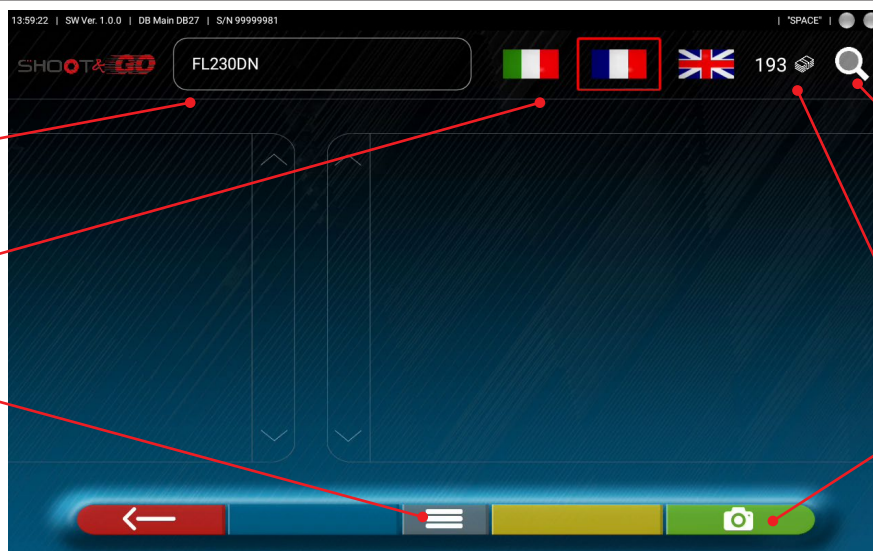 13:59:22 | SW Ver. 1.0.0 | DB Main DB27 | S/N 99999981 | "SPACE" |
SHOOT&GO FL230DN 193